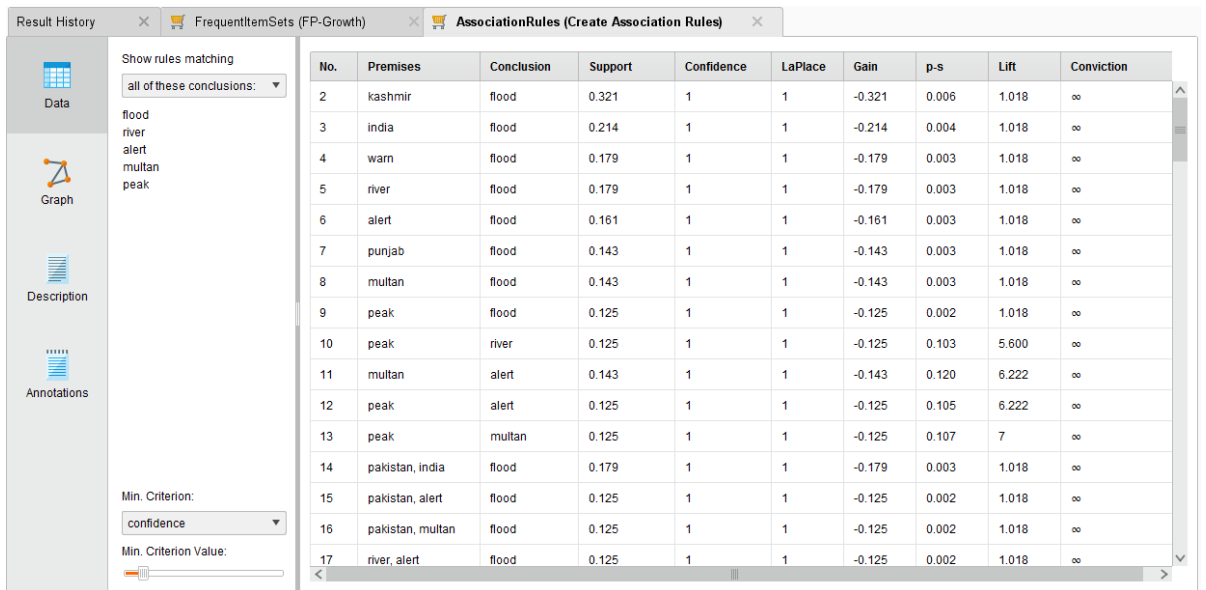 Result History FrequentItemSets (FP-Growth) AssociationRules (Create Association Rules)
Data
Graph
Description
Annotations
Show rules matching
all of these conclusions:
flood
river
alert
multan
peak
Min. Criterion:
confidence
Min. Criterion Value:
No. Premises Conclusion Support Confidence LaPlace Gain p-s Lift Conviction
2 kashmir flood 0.321 1 1 -0.321 0.006 1.018 ∞
3 india flood 0.214 1 1 -0.214 0.004 1.018 ∞
4 warn flood 0.179 1 1 -0.179 0.003 1.018 ∞
5 river flood 0.179 1 1 -0.179 0.003 1.018 ∞
6 alert flood 0.161 1 1 -0.161 0.003 1.018 ∞
7 punjab flood 0.143 1 1 -0.143 0.003 1.018 ∞
8 multan flood 0.143 1 1 -0.143 0.003 1.018 ∞
9 peak flood 0.125 1 1 -0.125 0.002 1.018 ∞
10 peak river 0.125 1 1 -0.125 0.103 5.600 ∞
11 multan alert 0.143 1 1 -0.143 0.120 6.222 ∞
12 peak alert 0.125 1 1 -0.125 0.105 6.222 ∞
13 peak multan 0.125 1 1 -0.125 0.107 7 ∞
14 pakistan, india flood 0.179 1 1 -0.179 0.003 1.018 ∞
15 pakistan, alert flood 0.125 1 1 -0.125 0.002 1.018 ∞
16 pakistan, multan flood 0.125 1 1 -0.125 0.002 1.018 ∞
17 river, alert flood 0.125 1 1 -0.125 0.002 1.018 ∞